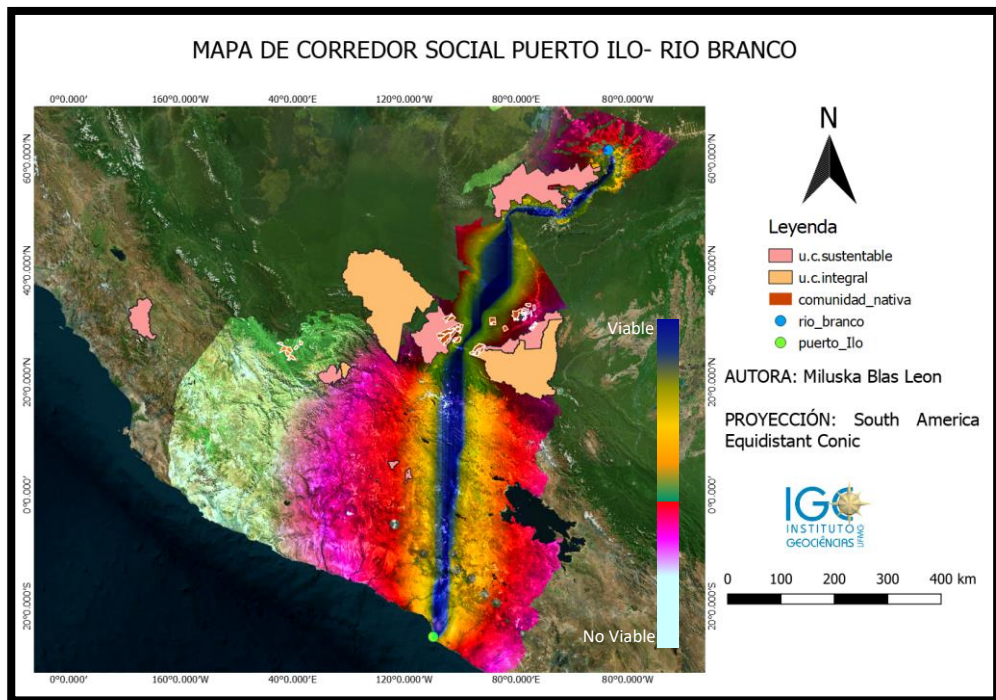 MAPA DE CORREDOR SOCIAL PUERTO ILO- RIO BRANCO
0°0.000’ 160°0.000'W 40°0.000'E 120°0.000'W 80°0.000'E 80°0.000'W
60°0.000'N
40°0.000'N
20°0.000'N
0°0.000'
20°0.000'S
60°0.000'N
40°0.000'N
20°0.000'N
0°0.000'
20°0.000'S
0°0.000' 160°0.000'W 40°0.000'E 120°0.000'W 80°0.000'E 80°0.000'W
Viable
No Viable
N
Leyenda
u.c.sustentable
u.c.integral
comunidad_nativa
rio_branco
puerto_Ilo
AUTORA: Miluska Blas Leon
PROYECCIÓN: South America
Equidistant Conic
IGC
INSTITUTO
GEOCIÊNCIAS
UFMG
0 100 200 300 400 km